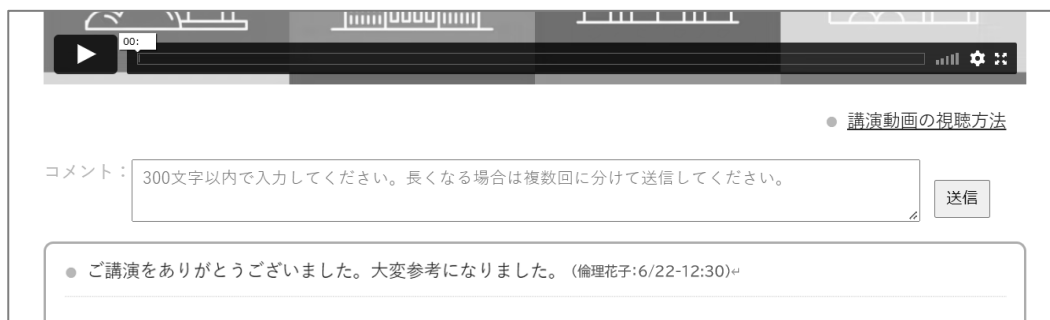 00:
講演動画の視聴方法
コメント：
300文字以内で入力してください。長くなる場合は複数回に分けて送信してください。
送信
ご講演をありがとうございました。大変参考になりました。（倫理花子：6/22-12:30)↵